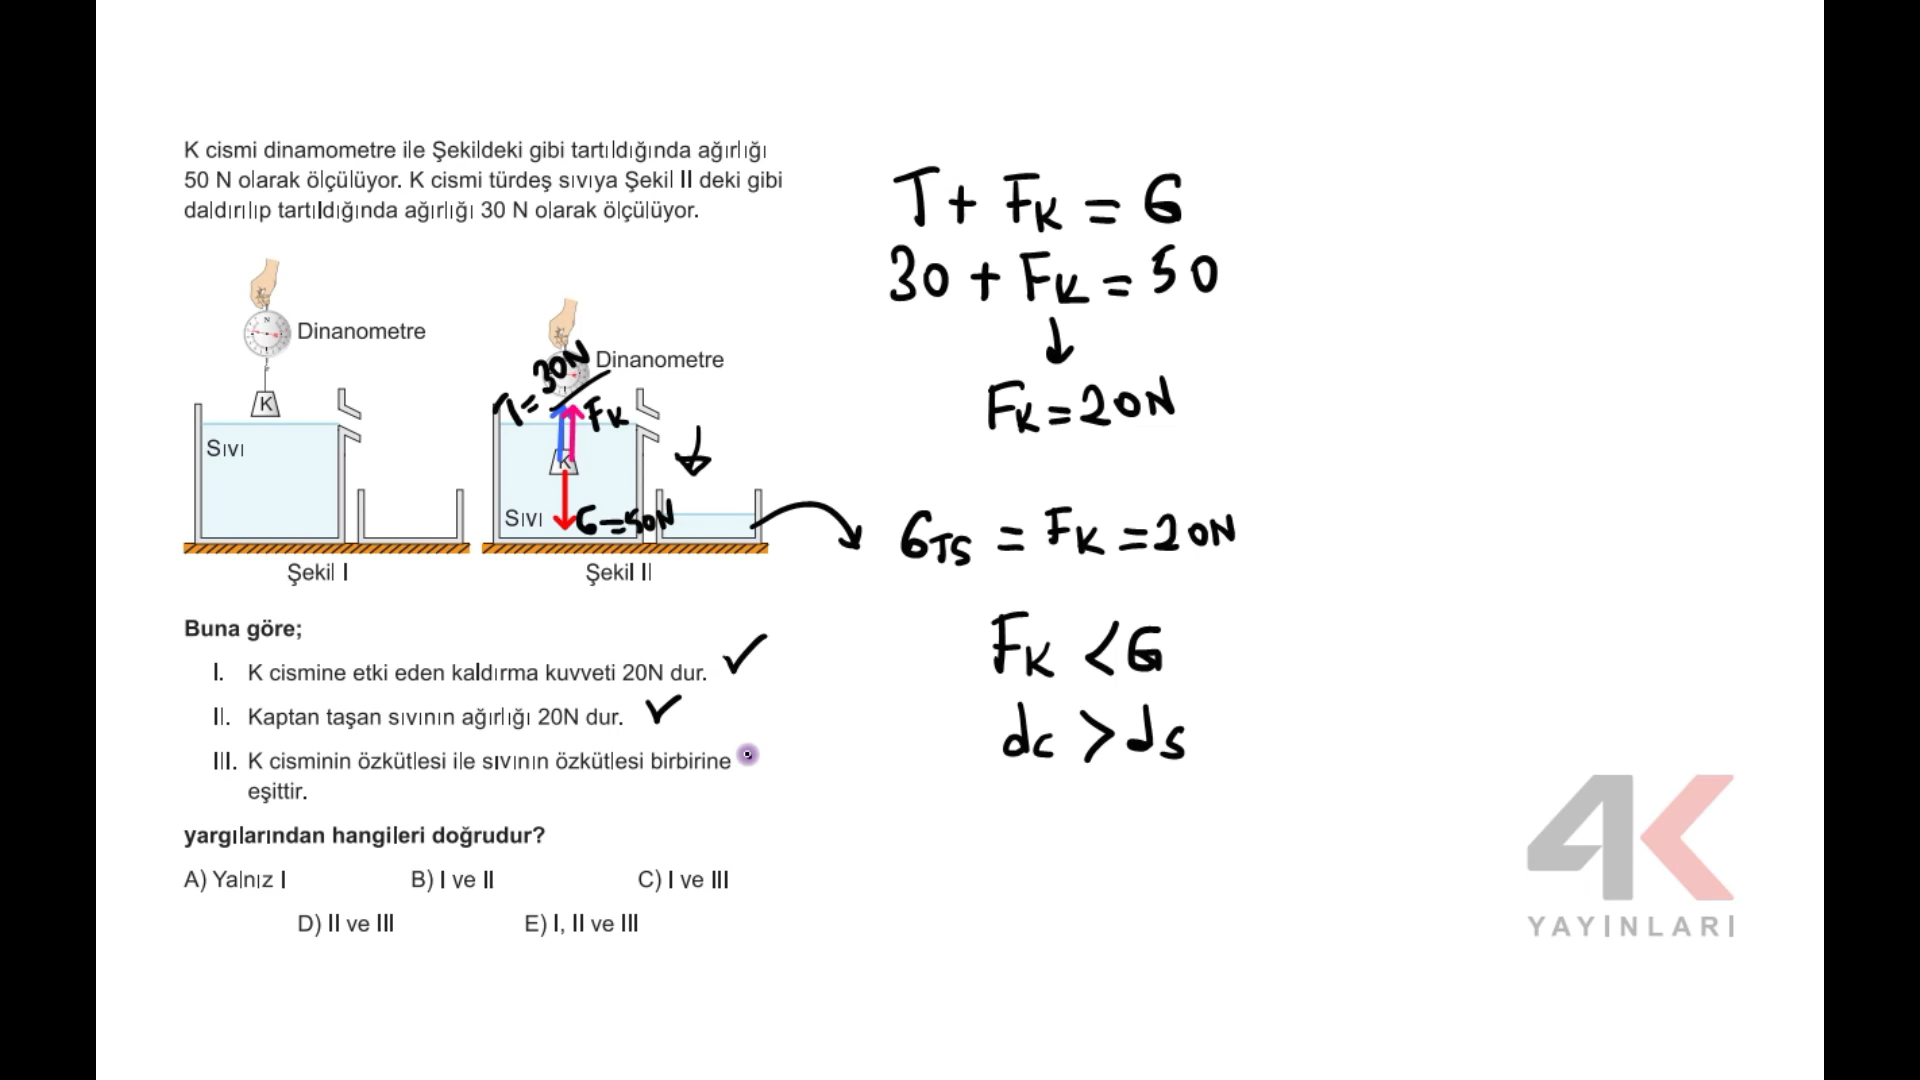 K cismi dinamometre ile Şekildeki gibi tartıldığında ağırlığı
50 N olarak ölçülüyor. K cismi türdeş sıvıya Şekil II deki gibi
daldırılıp tartıldığında ağırlığı 30 N olarak ölçülüyor.
Dinanometre
K
Sıvı
Şekil I
Dinanometre
T=30N
FK
K
Sıvı
G=50N
Şekil II
Buna göre;
I. K cismine etki eden kaldırma kuvveti 20N dur.
II. Kaptan taşan sıvının ağırlığı 20N dur.
III. K cisminin özkütlesi ile sıvının özkütlesi birbirine
eşittir.
yargılarından hangileri doğrudur?
A) Yalnız I B) I ve II C) I ve III
D) II ve III E) I, II ve III
T + FK = G
30 + FK = 50
FK = 20N
GTS = FK = 20N
FK < G
dc > ds
4K
YAYINLARI